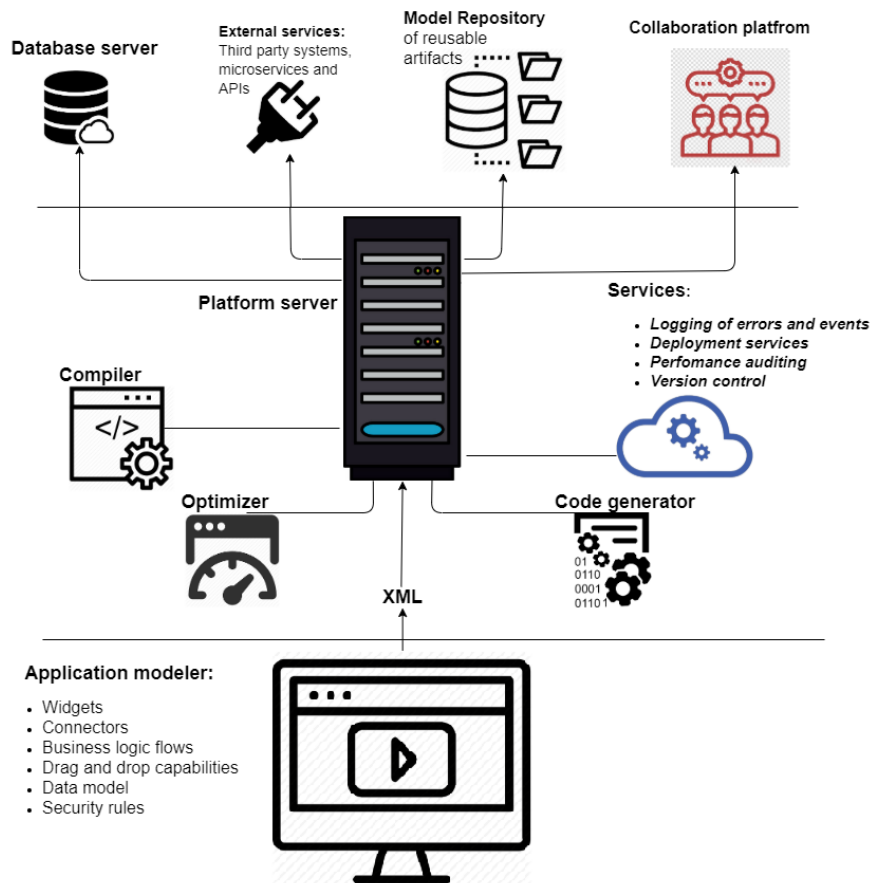 Database server
External services:
Third party systems,
microservices and
APIs
Model Repository
of reusable
artifacts
Collaboration platfrom
Platform server
Services:
Logging of errors and events
Deployment services
Perfomance auditing
Version control
Compiler
</>
Optimizer
Code generator
01
0110
0001
01101
XML
Application modeler:
Widgets
Connectors
Business logic flows
Drag and drop capabilities
Data model
Security rules